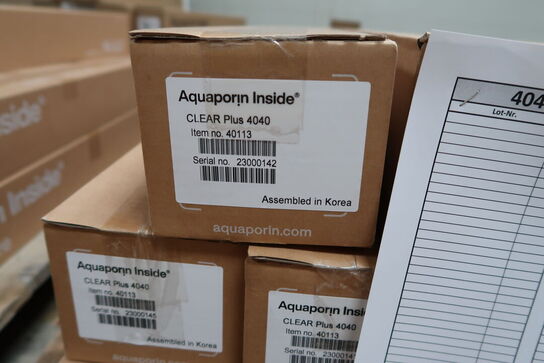 Aquaporin Inside®
CLEAR Plus 4040
Item no. 40113
Serial no. 23000142
Assembled in Korea
aquaporin.com
Aquaporin Inside®
CLEAR Plus 4040
Item no. 40113
Serial no. 23000145
Assembled in Korea
Aquaporin Inside
CLEAR Plus 4040
Item no. 40113
404
Lot-Nr.
Inside
Inside®